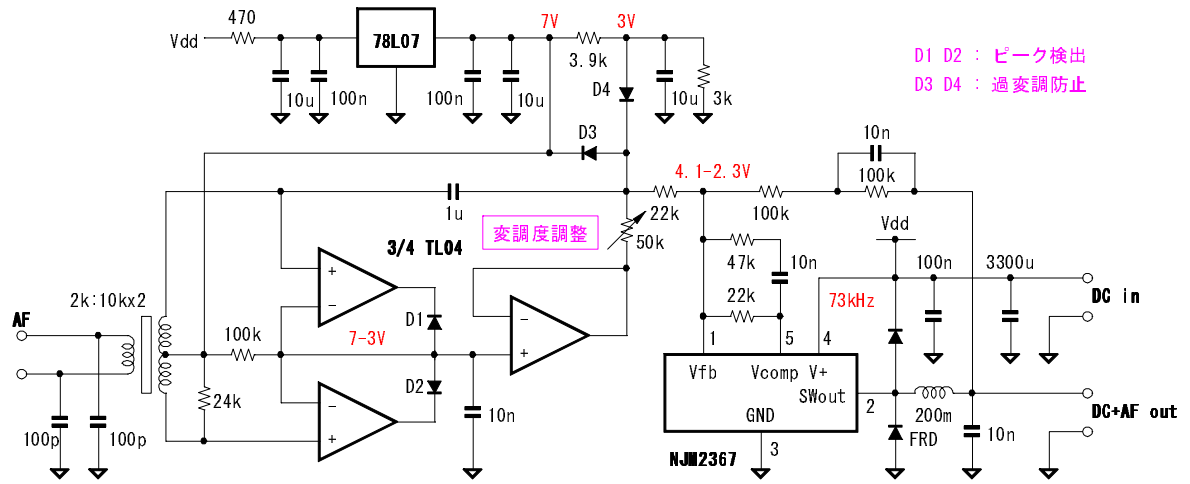 470
7V
3V
Vdd
78L07
3.9k
D1 D2 : ピーク検出
D3 D4 : 過変調防止
10u
100n
100n
10u
D4
10u
3k
D3
10n
4.1-2.3V
100k
1u
22k
100k
Vdd
変調度調整
50k
3/4 TL04
47k
10n
100n
3300u
2k:10kx2
22k
73kHz
DC in
AF
100k
D1
7-3V
1
5
4
Vfb
Vcomp
V+
D2
SWout
2
24k
GND
200m
DC+AF out
100p
100p
10n
FRD
10n
NJM2367
3
+
-
-
+
-
+